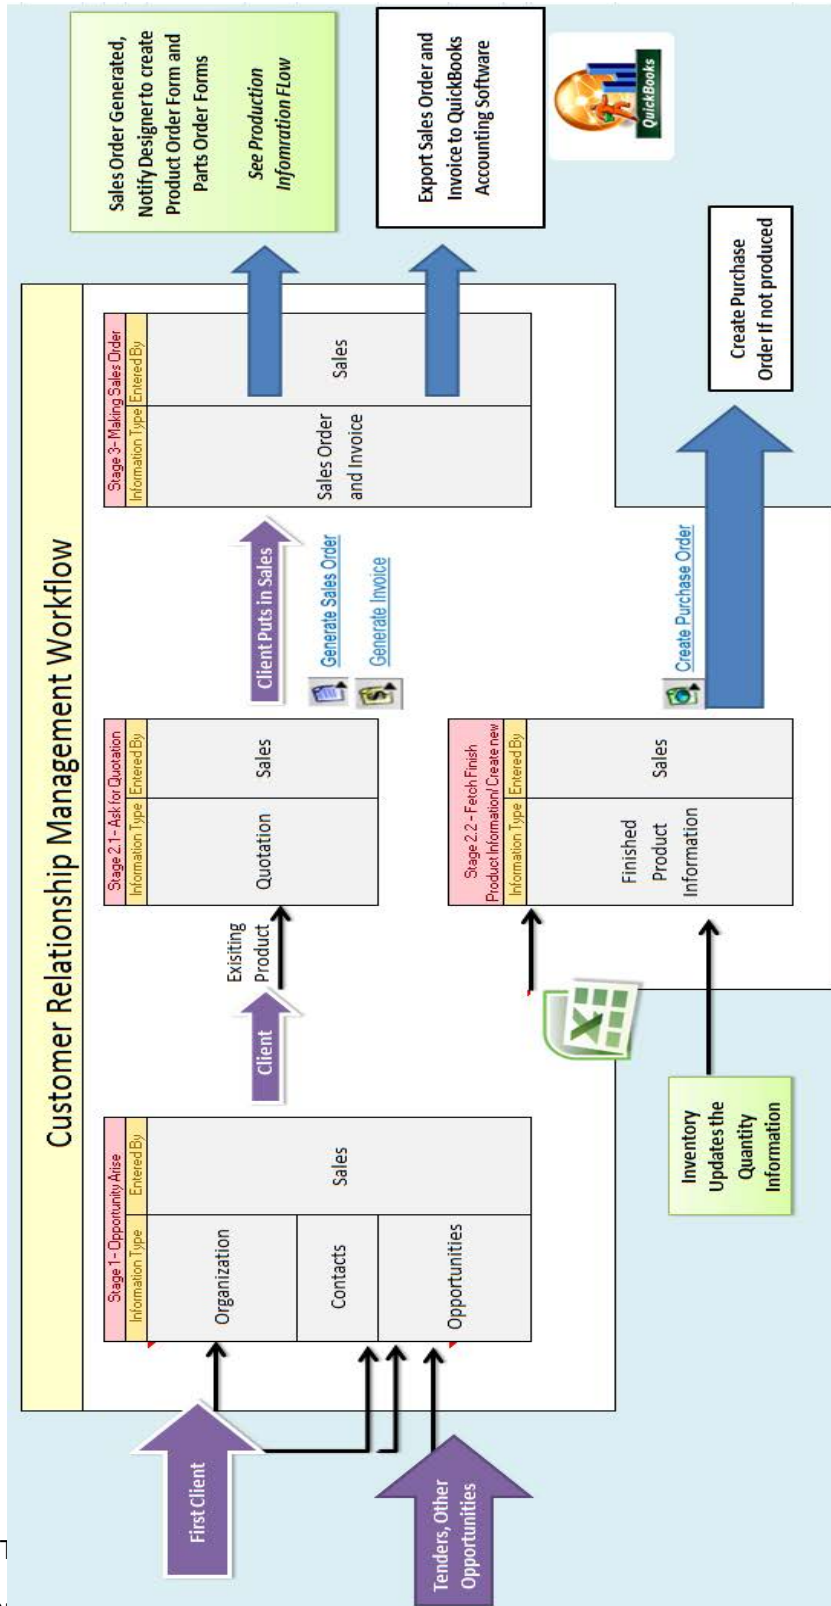 Customer Relationship Management Workflow
First Client
Tenders, Other
Opportunities
Stage 1 - Opportunity Arise
Information Type
Entered By
Organization
Contacts
Opportunities
Sales
Client
Exisiting
Product
Stage 2.1 - Ask for Quotation
Information Type
Entered By
Quotation
Sales
Client Puts in Sales
Generate Sales Order
Generate Invoice
Stage 3- Making Sales Order
Information Type
Entered By
Sales Order
and Invoice
Sales
Sales Order Generated,
Notify Designer to create
Product Order Form and
Parts Order Forms
See Production
Infomration FLow
Export Sales Order and
Invoice to QuickBooks
Accounting Software
QuickBooks
Inventory
Updates the
Quantity
Information
Stage 2.2 - Fetch Finish
Product Information/ Create new
Information Type
Entered By
Finished
Product
Information
Sales
Create Purchase Order
Create Purchase
Order If not produced